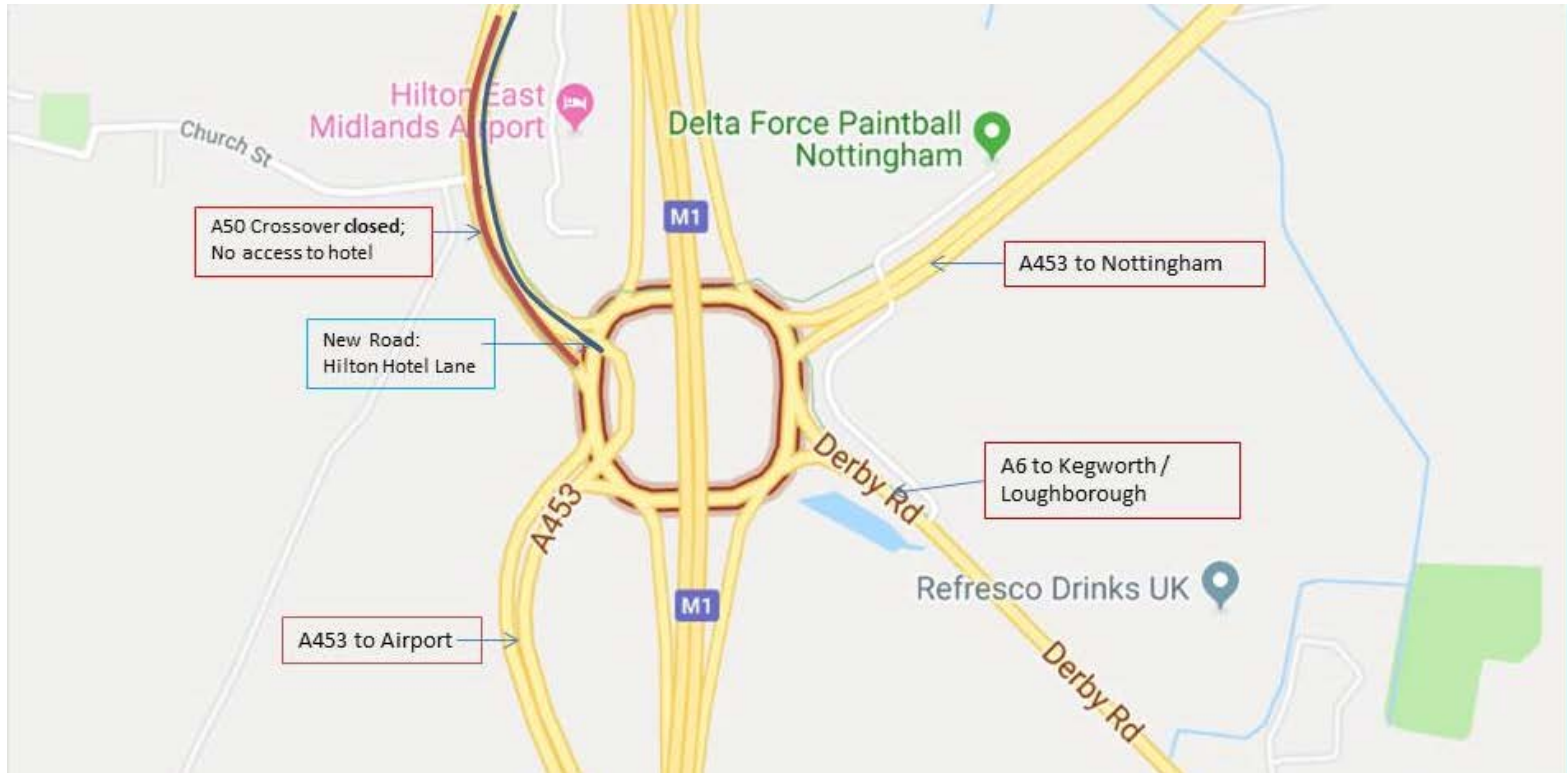 Hilton East
Midlands Airport
Church St
Delta Force Paintball
Nottingham
M1
A50 Crossover closed;
No access to hotel
A453 to Nottingham
New Road:
Hilton Hotel Lane
Derby Rd
A6 to Kegworth /
Loughborough
A453
Refresco Drinks UK
M1
A453 to Airport
Derby Rd